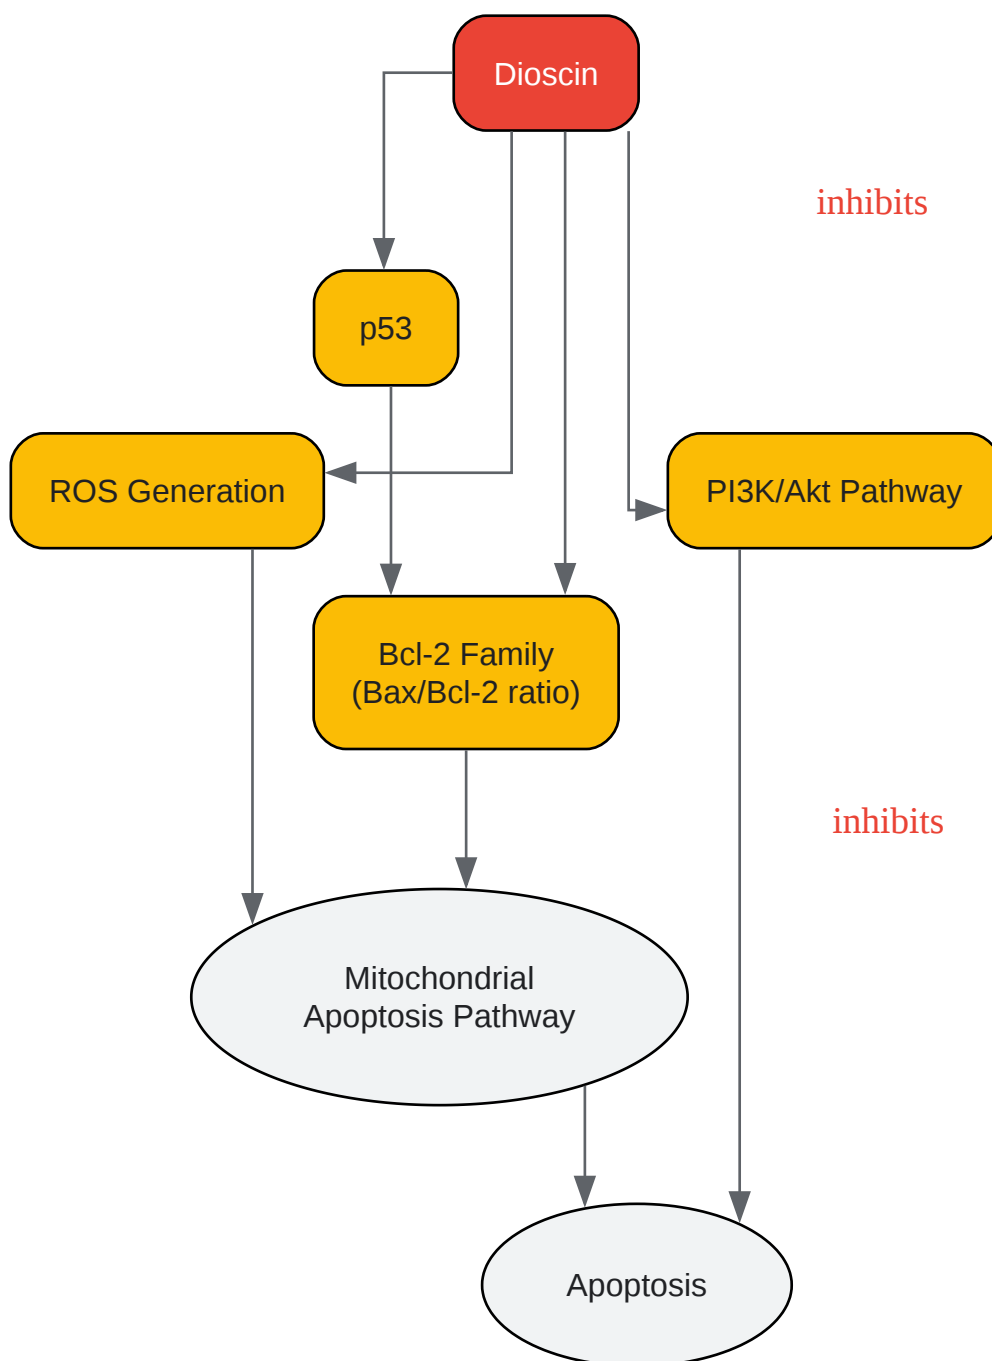 Dioscin
inhibits
p53
ROS Generation
PI3K/Akt Pathway
Bcl-2 Family
(Bax/Bcl-2 ratio)
inhibits
Mitochondrial
Apoptosis Pathway
Apoptosis